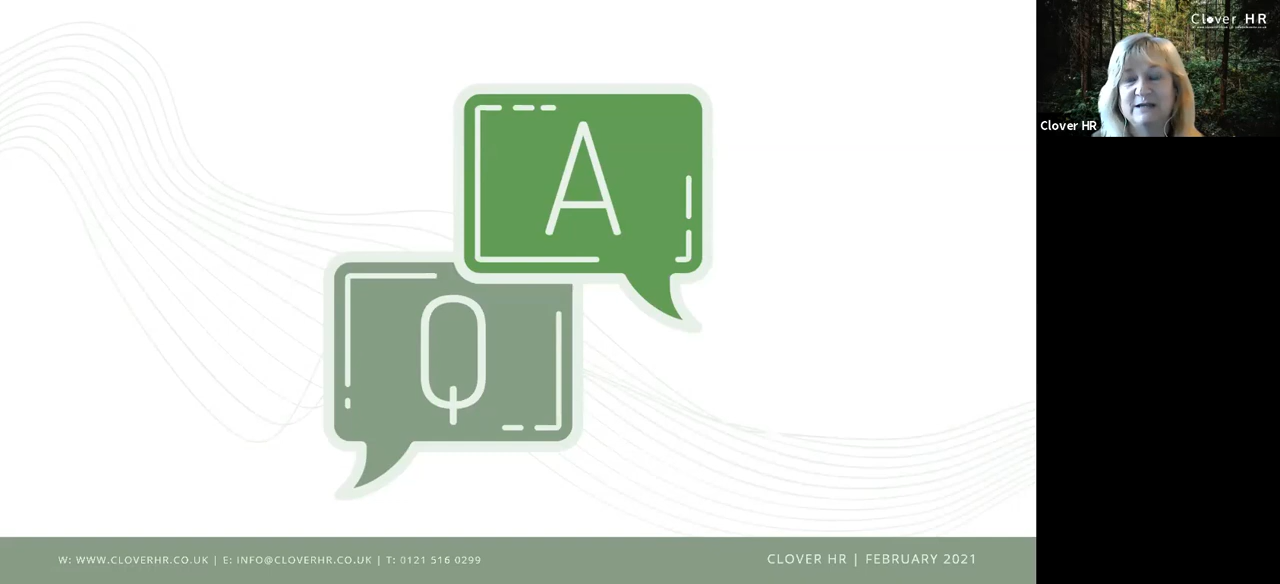 A
Q
W: WWW.CLOVERHR.CO.UK | E: INFO@CLOVERHR.CO.UK | T: 0121 516 0299
CLOVER HR | FEBRUARY 2021
Clover HR
Clover HR